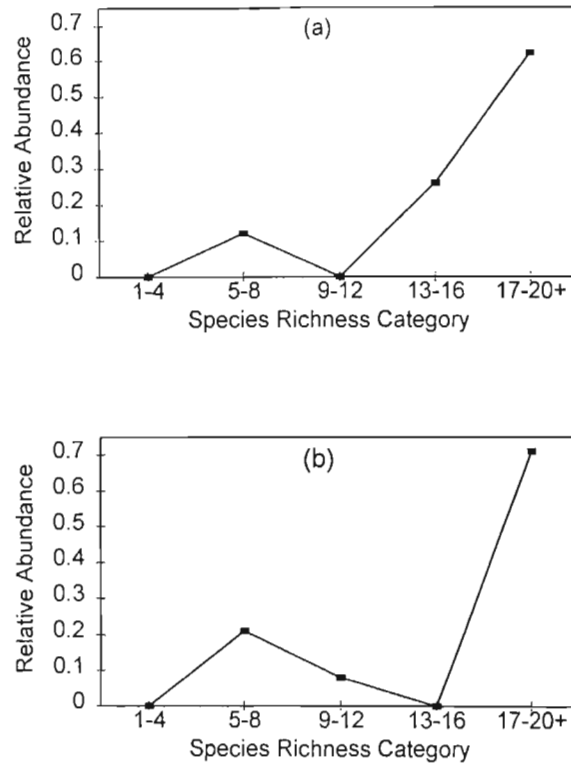 (a)
Relative Abundance
0.7
0.6
0.5
0.4
0.3
0.2
0.1
0
1-4 5-8 9-12 13-16 17-20+
Species Richness Category
(b)
Relative Abundance
0.7
0.6
0.5
0.4
0.3
0.2
0.1
0
1-4 5-8 9-12 13-16 17-20+
Species Richness Category